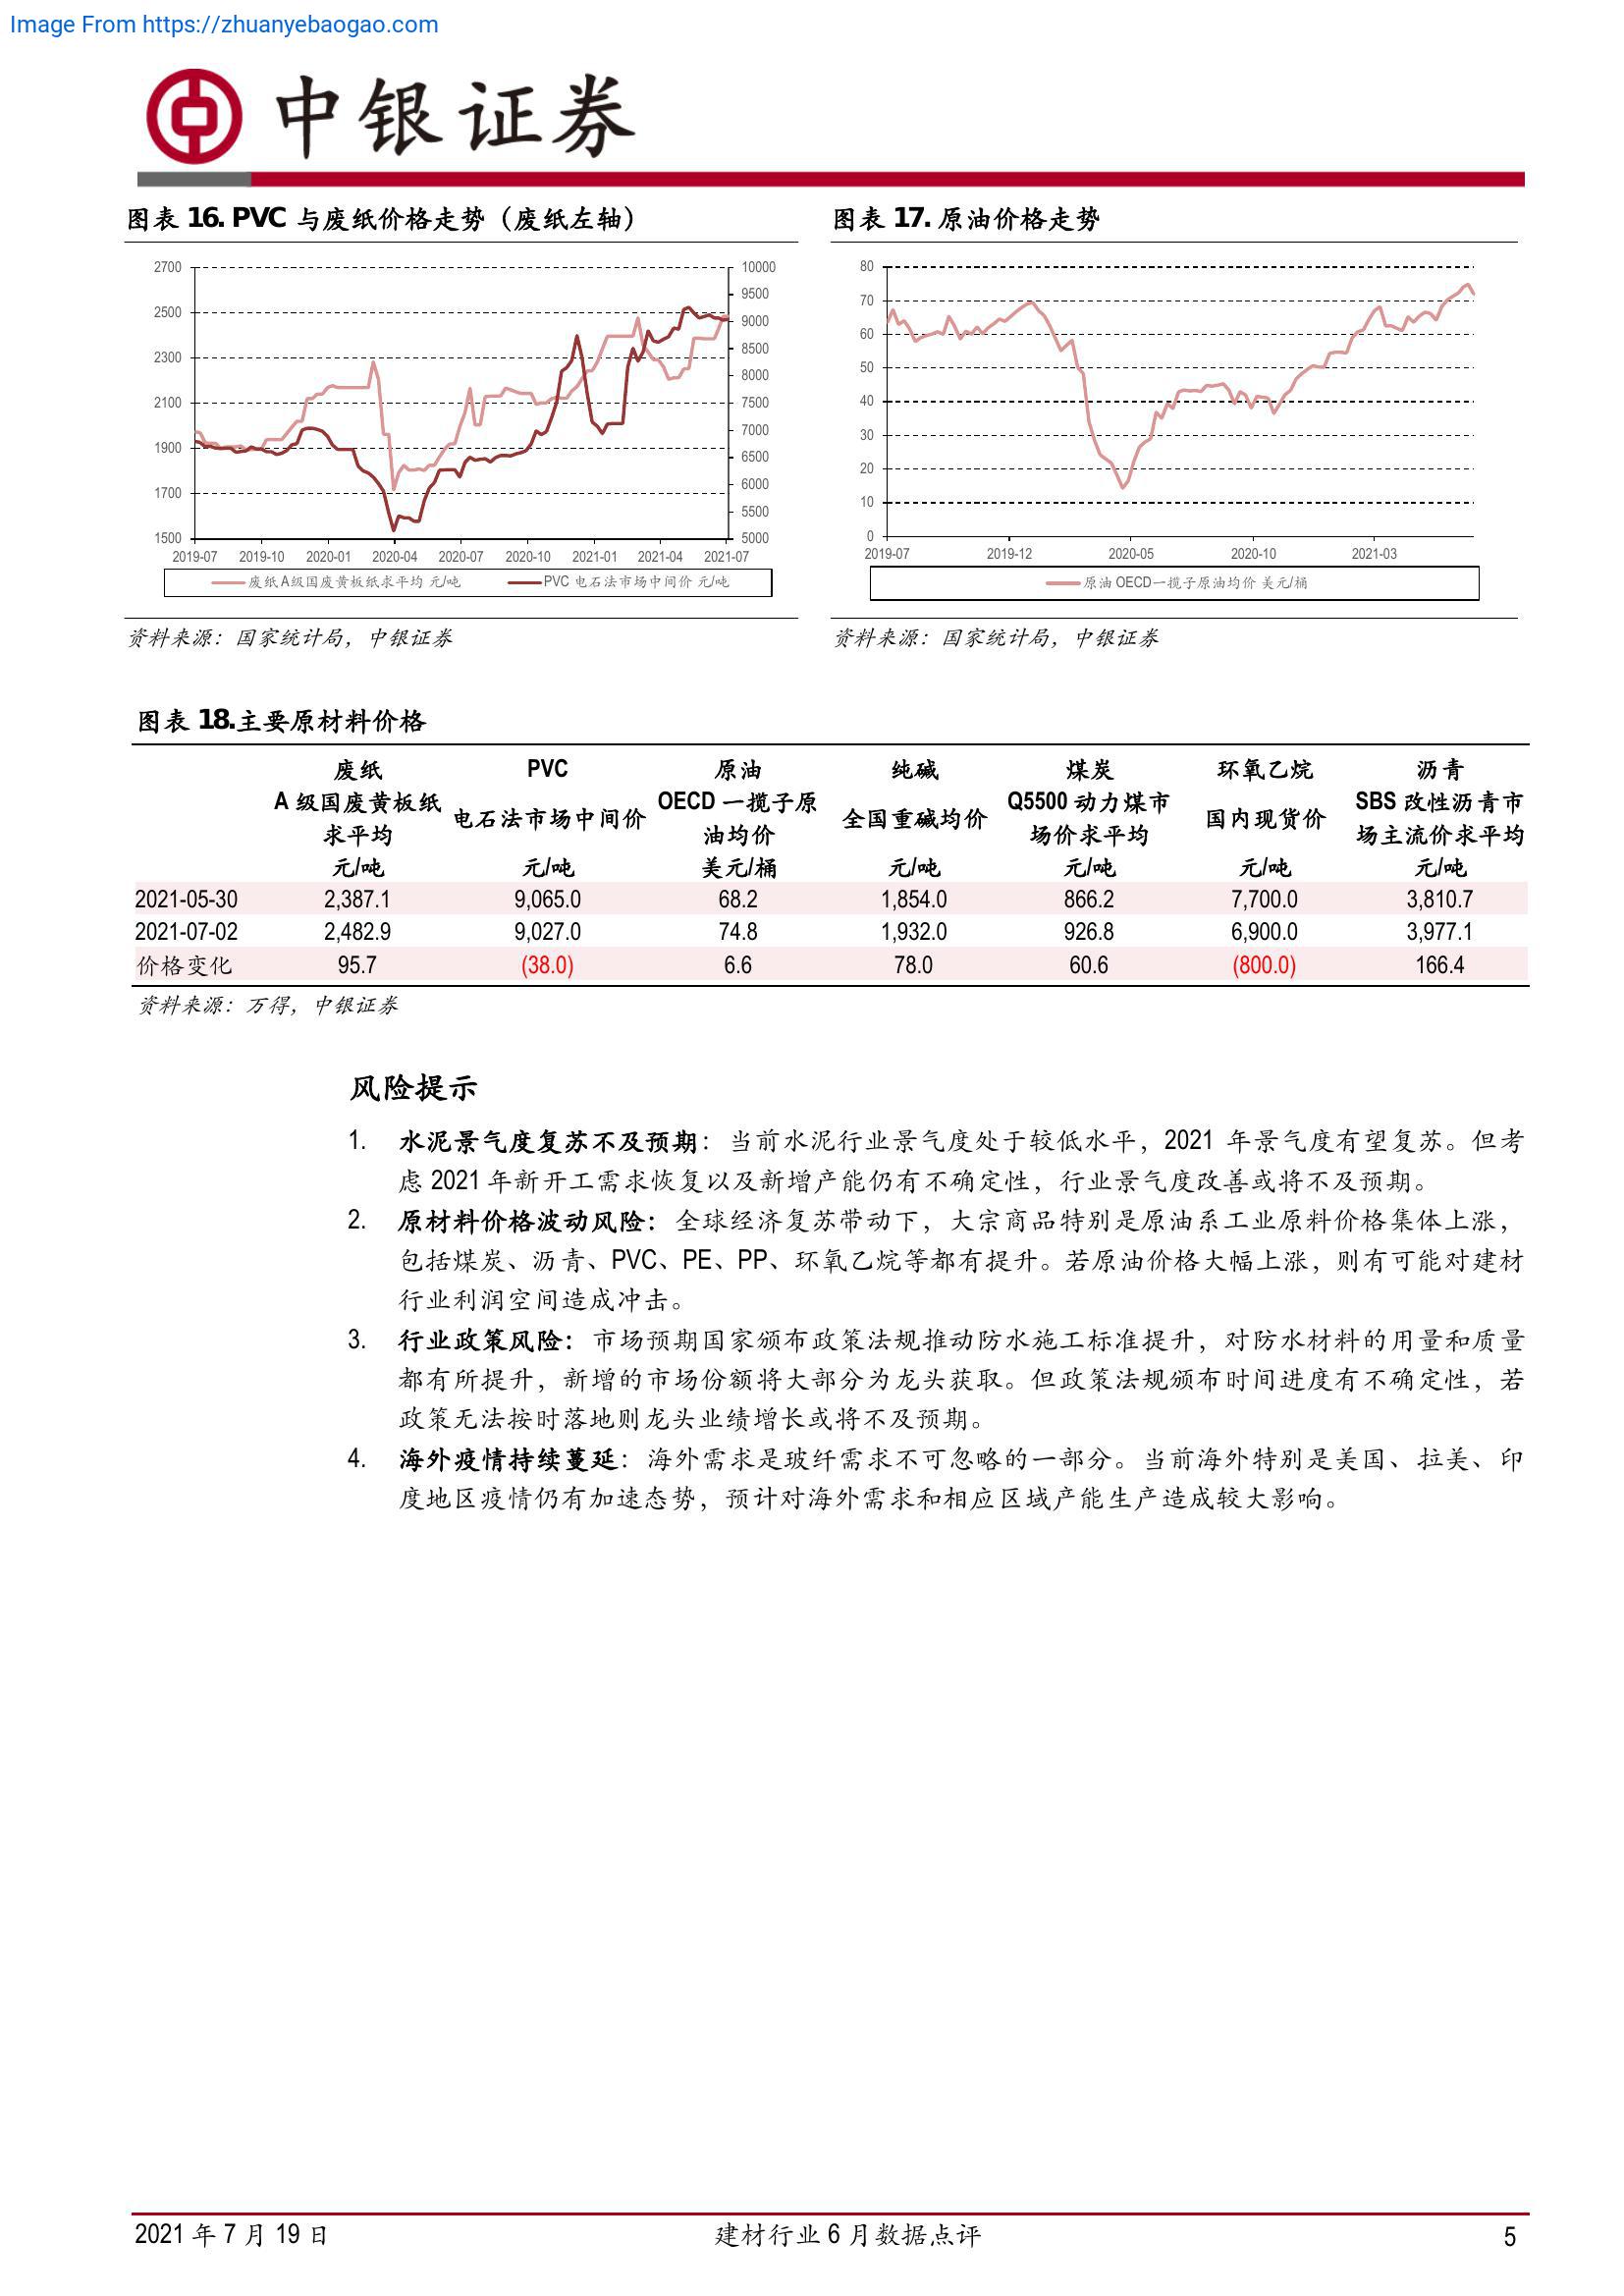 Image From https://zhuanyebaogao.com
中银证券
图表 16. PVC 与废纸价格走势（废纸左轴）
2700
2500
2300
2100
1900
1700
1500
10000
9500
9000
8500
8000
7500
7000
6500
6000
5500
5000
2019-07 2019-10 2020-01 2020-04 2020-07 2020-10 2021-01 2021-04 2021-07
废纸 A级国废黄板纸求平均 元/吨 PVC 电石法市场中间价 元/吨
资料来源：国家统计局，中银证券
图表 17. 原油价格走势
80
70
60
50
40
30
20
10
0
2019-07 2019-12 2020-05 2020-10 2021-03
原油 OECD一揽子原油均价 美元/桶
资料来源：国家统计局，中银证券
图表 18.主要原材料价格
废纸 PVC 原油 纯碱 煤炭 环氧乙烷 沥青
A 级国废黄板纸 OECD 一揽子原 Q5500 动力煤市 SBS 改性沥青市
电石法市场中间价 全国重碱均价 国内现货价
求平均 油均价 场价求平均 场主流价求平均
元/吨 元/吨 美元/桶 元/吨 元/吨 元/吨 元/吨
2021-05-30 2,387.1 9,065.0 68.2 1,854.0 866.2 7,700.0 3,810.7
2021-07-02 2,482.9 9,027.0 74.8 1,932.0 926.8 6,900.0 3,977.1
价格变化 95.7 (38.0) 6.6 78.0 60.6 (800.0) 166.4
资料来源：万得，中银证券
风险提示
1. 水泥景气度复苏不及预期：当前水泥行业景气度处于较低水平，2021 年景气度有望复苏。但考
虑 2021 年新开工需求恢复以及新增产能仍有不确定性，行业景气度改善或将不及预期。
2. 原材料价格波动风险：全球经济复苏带动下，大宗商品特别是原油系工业原料价格集体上涨，
包括煤炭、沥青、PVC、PE、PP、环氧乙烷等都有提升。若原油价格大幅上涨，则有可能对建材
行业利润空间造成冲击。
3. 行业政策风险：市场预期国家颁布政策法规推动防水施工标准提升，对防水材料的用量和质量
都有所提升，新增的市场份额将大部分为龙头获取。但政策法规颁布时间进度有不确定性，若
政策无法按时落地则龙头业绩增长或将不及预期。
4. 海外疫情持续蔓延：海外需求是玻纤需求不可忽略的一部分。当前海外特别是美国、拉美、印
度地区疫情仍有加速态势，预计对海外需求和相应区域产能生产造成较大影响。
2021 年 7 月 19 日 建材行业 6 月数据点评 5